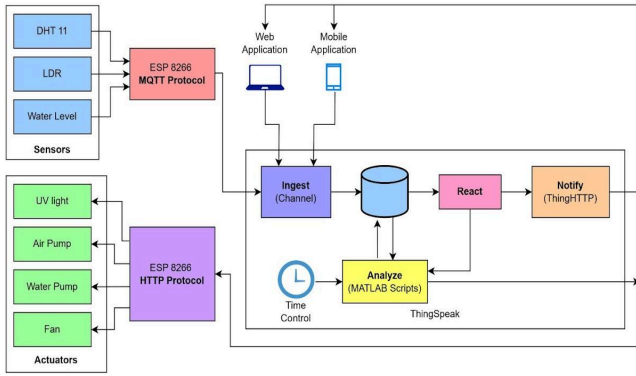 DHT 11
LDR
Water Level
Sensors
ESP 8266
MQTT Protocol
Web
Application
Mobile
Application
Ingest
(Channel)
React
Notify
(ThingHTTP)
Analyze
(MATLAB Scripts)
Time
Control
ThingSpeak
UV light
Air Pump
Water Pump
Fan
Actuators
ESP 8266
HTTP Protocol